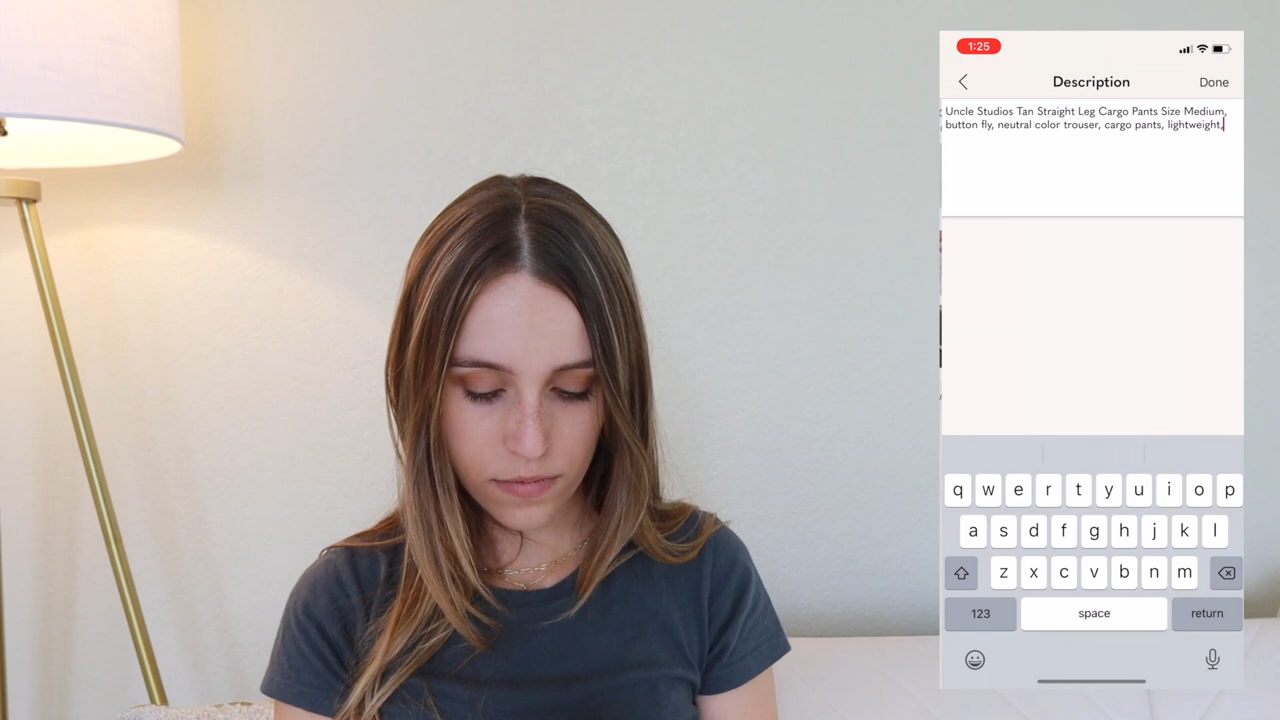 1:25
Description
Done
Uncle Studios Tan Straight Leg Cargo Pants Size Medium,
button fly, neutral color trouser, cargo pants, lightweight,
q w e r t y u i o p
a s d f g h j k l
z x c v b n m
123 space return